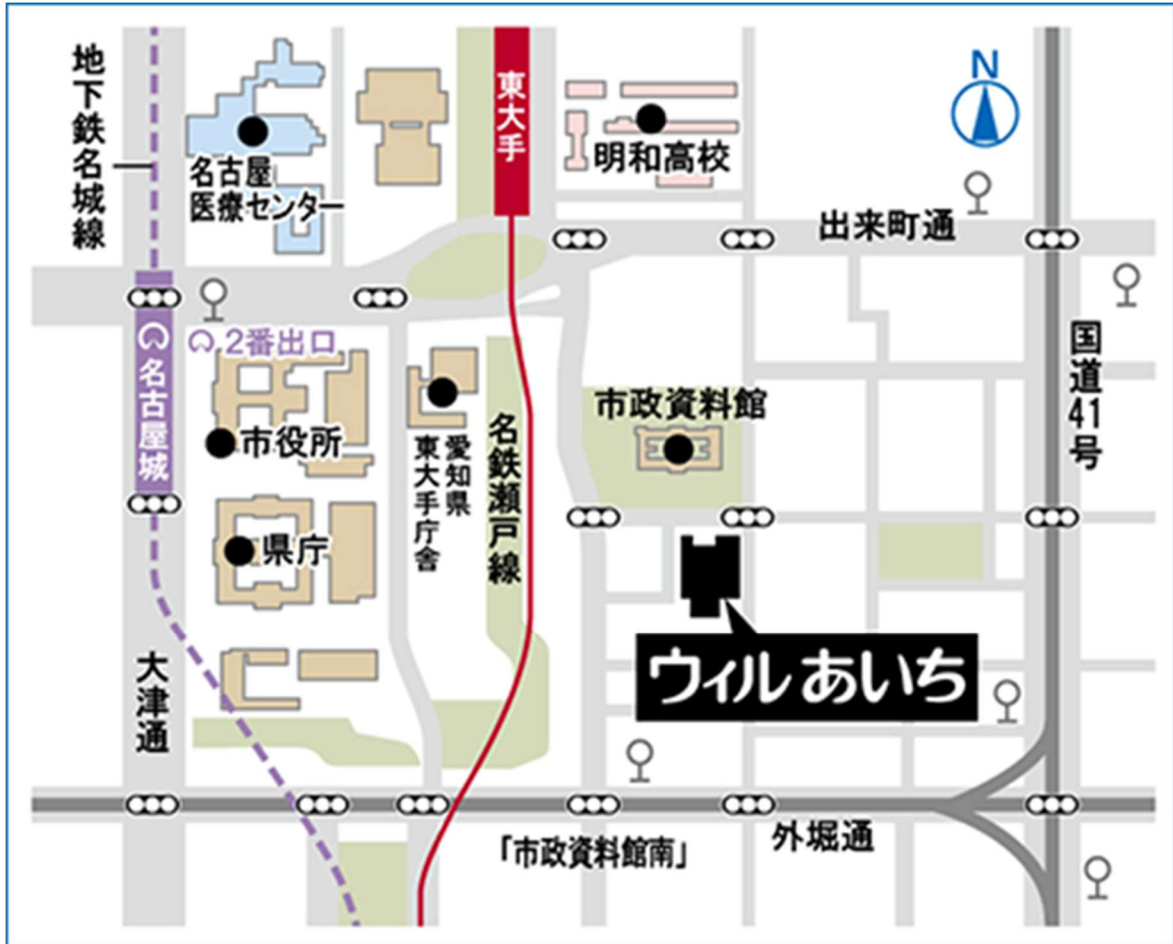 地下鉄名城線
名古屋
医療センター
東大手
明和高校
N
出来町通
2番出口
名古屋城
市役所
愛知県
東大手庁舎
名鉄瀬戸線
市政資料館
国道41号
県庁
ウィルあいち
大津通
「市政資料館南」
外堀通